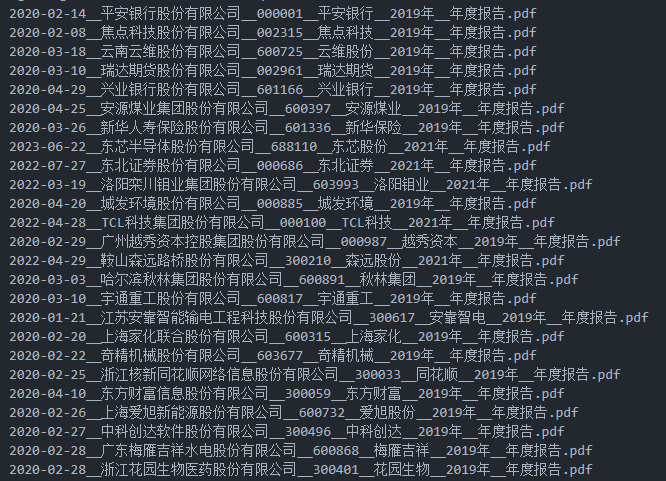 2020-02-14__平安银行股份有限公司__000001__平安银行__2019年__年度报告.pdf
2020-02-08__焦点科技股份有限公司__002315__焦点科技__2019年__年度报告.pdf
2020-03-18__云南云维股份有限公司__600725__云维股份__2019年__年度报告.pdf
2020-03-10__瑞达期货股份有限公司__002961__瑞达期货__2019年__年度报告.pdf
2020-04-29__兴业银行股份有限公司__601166__兴业银行__2019年__年度报告.pdf
2020-04-25__安源煤业集团股份有限公司__600397__安源煤业__2019年__年度报告.pdf
2020-03-26__新华人寿保险股份有限公司__601336__新华保险__2019年__年度报告.pdf
2023-06-22__东芯半导体股份有限公司__688110__东芯股份__2021年__年度报告.pdf
2022-07-27__东北证券股份有限公司__000686__东北证券__2021年__年度报告.pdf
2022-03-19__洛阳栾川钼业集团股份有限公司__603993__洛阳钼业__2021年__年度报告.pdf
2020-04-20__城发环境股份有限公司__000885__城发环境__2019年__年度报告.pdf
2022-04-28__TCL科技集团股份有限公司__000100__TCL科技__2021年__年度报告.pdf
2020-02-29__广州越秀资本控股集团股份有限公司__000987__越秀资本__2019年__年度报告.pdf
2022-04-29__鞍山森远路桥股份有限公司__300210__森远股份__2021年__年度报告.pdf
2020-03-03__哈尔滨秋林集团股份有限公司__600891__秋林集团__2019年__年度报告.pdf
2020-03-10__宇通重工股份有限公司__600817__宇通重工__2019年__年度报告.pdf
2020-01-21__江苏安靠智能输电工程科技股份有限公司__300617__安靠智电__2019年__年度报告.pdf
2020-02-20__上海家化联合股份有限公司__600315__上海家化__2019年__年度报告.pdf
2020-02-22__奇精机械股份有限公司__603677__奇精机械__2019年__年度报告.pdf
2020-02-25__浙江核新同花顺网络信息股份有限公司__300033__同花顺__2019年__年度报告.pdf
2020-04-10__东方财富信息股份有限公司__300059__东方财富__2019年__年度报告.pdf
2020-02-26__上海爱旭新能源股份有限公司__600732__爱旭股份__2019年__年度报告.pdf
2020-02-27__中科创达软件股份有限公司__300496__中科创达__2019年__年度报告.pdf
2020-02-28__广东梅雁吉祥水电股份有限公司__600868__梅雁吉祥__2019年__年度报告.pdf
2020-02-28__浙江花园生物医药股份有限公司__300401__花园生物__2019年__年度报告.pdf